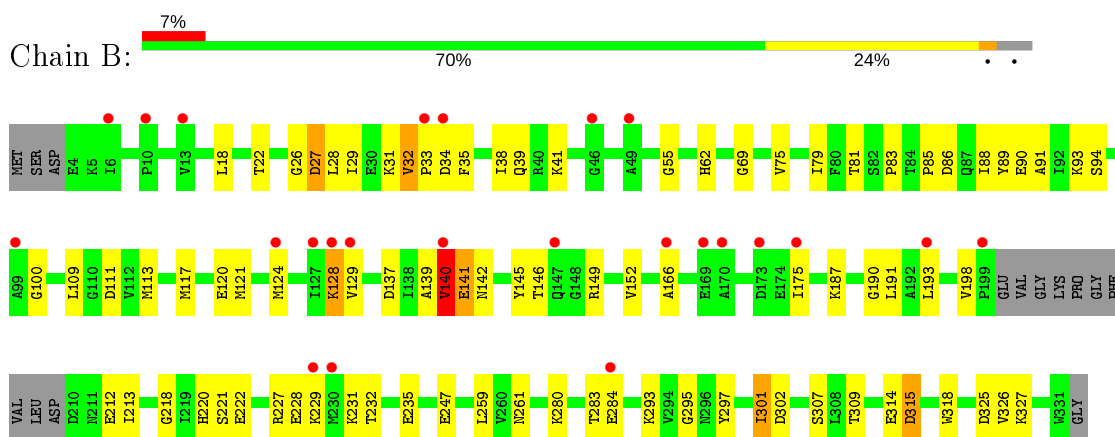 7%
Chain B:
70% 24% • •
MET SER ASP E4 K5 I6 P10 V13 L18 T22 G26 D27 L28 I29 E30 K31 V32 P33 D34 F35 I38 Q39 R40 K41 G46 A49 G55 H62 G69 V75 I79 F80 T81 S82 P83 T84 P85 D86 Q87 I88 Y89 E90 A91 I92 K93 S94
A99 G100 L109 G110 D111 V112 M113 M117 E120 M121 M124 I127 K128 V129 D137 I138 A139 V140 E141 N142 Y145 T146 Q147 G148 R149 V152 A166 E169 A170 D173 E174 I175 K187 G190 L191 A192 L193 V198 P199 GLU VAL GLY LYS PRO GLY PHE
VAL LEU ASP D210 N211 E212 I213 G218 I219 H220 S221 E222 R227 E228 K229 M230 K231 T232 E235 E247 L259 V260 N261 K280 T283 E284 K293 V294 G295 N296 Y297 I301 D302 S307 L308 T309 E314 D315 W318 D325 V326 K327 W331 GLY